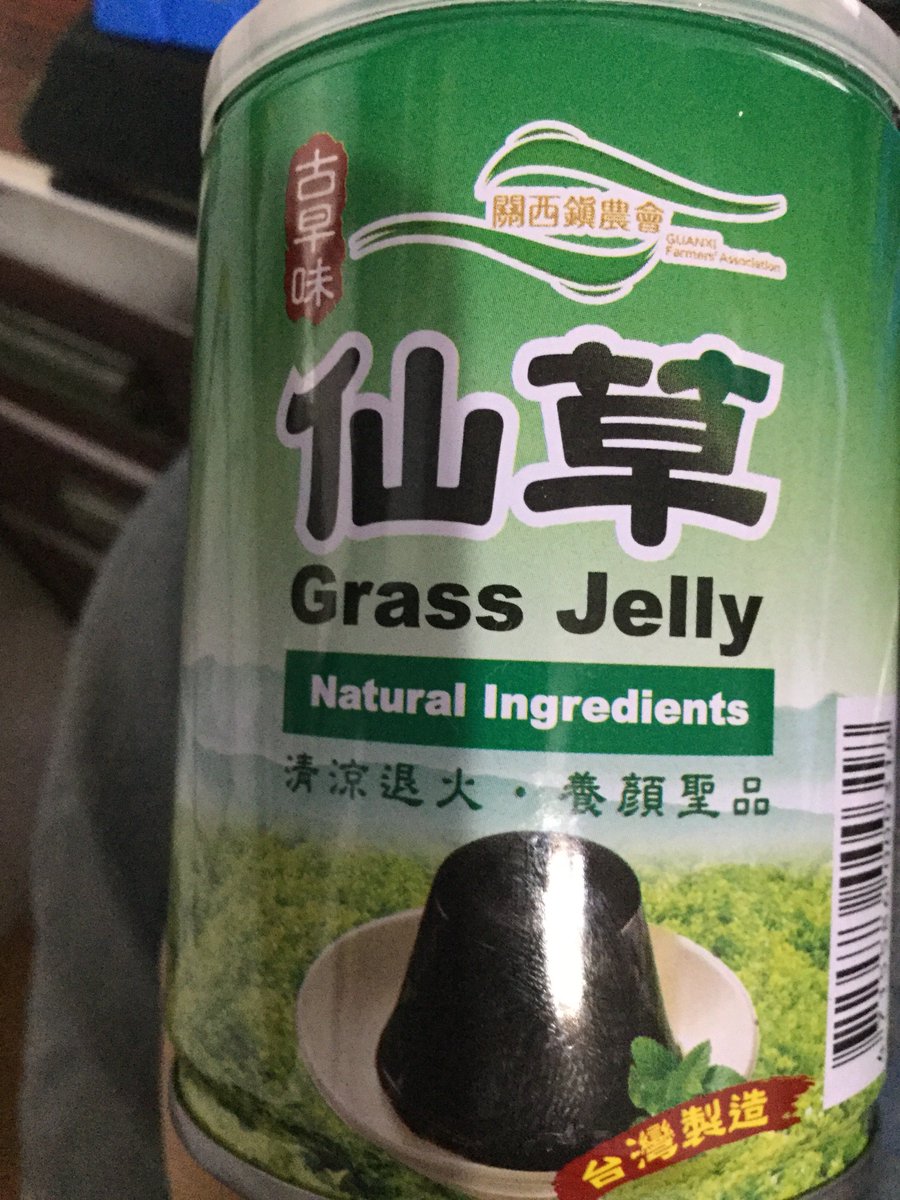 古早味
關西鎮農會
GUANXI
Farmers' Association
仙草
Grass Jelly
Natural Ingredients
清涼退火・養顏聖品
台灣製造